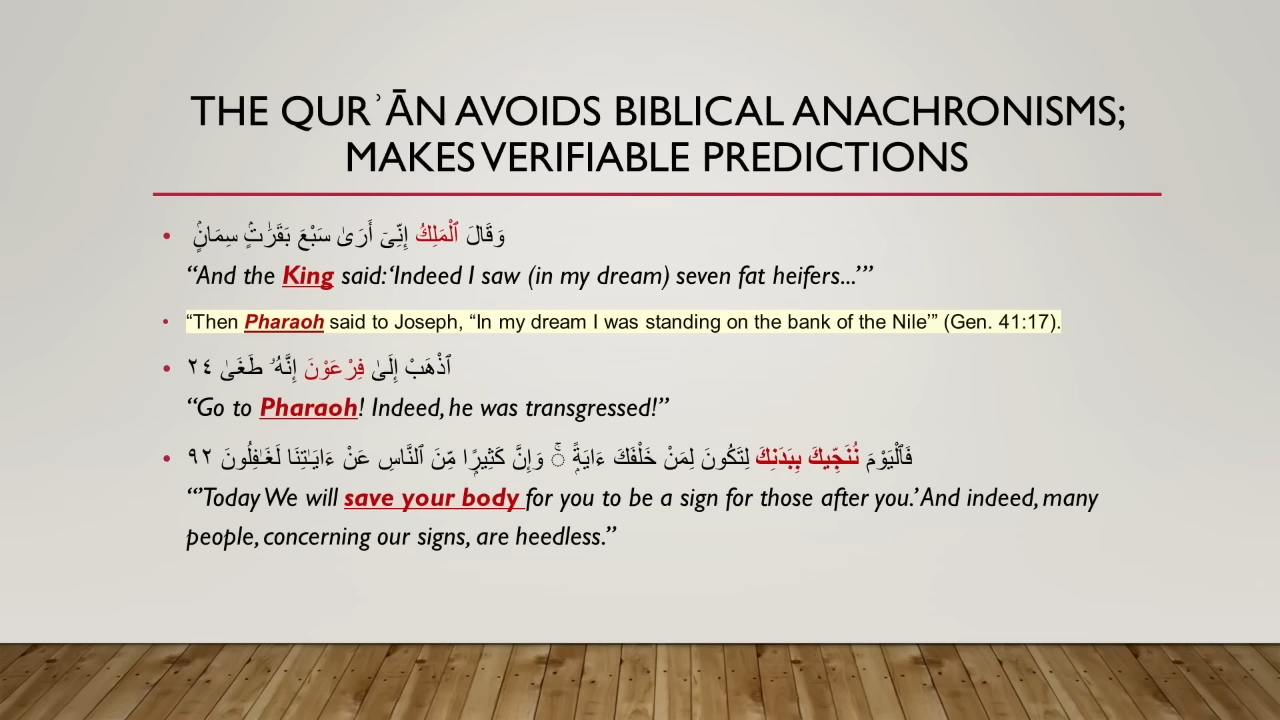 THE QURʾĀN AVOIDS BIBLICAL ANACHRONISMS;
MAKES VERIFIABLE PREDICTIONS
• وَقَالَ ٱلْمَلِكُ إِنِّىٓ أَرَىٰ سَبْعَ بَقَرَٰتٍۢ سِمَانٍۢ
“And the King said: ‘Indeed I saw (in my dream) seven fat heifers...’”
• “Then Pharaoh said to Joseph, “In my dream I was standing on the bank of the Nile’” (Gen. 41:17).
• ٱذْهَبْ إِلَىٰ فِرْعَوْنَ إِنَّهُۥ طَغَىٰ ٢٤
“Go to Pharaoh! Indeed, he was transgressed!”
• فَٱلْيَوْمَ نُنَجِّيكَ بِبَدَنِكَ لِتَكُونَ لِمَنْ خَلْفَكَ ءَايَةًۭ ۚ وَإِنَّ كَثِيرًۭا مِّنَ ٱلنَّاسِ عَنْ ءَايَـٰتِنَا لَغَـٰفِلُونَ ٩٢
“’Today We will save your body for you to be a sign for those after you.’ And indeed, many
people, concerning our signs, are heedless.”